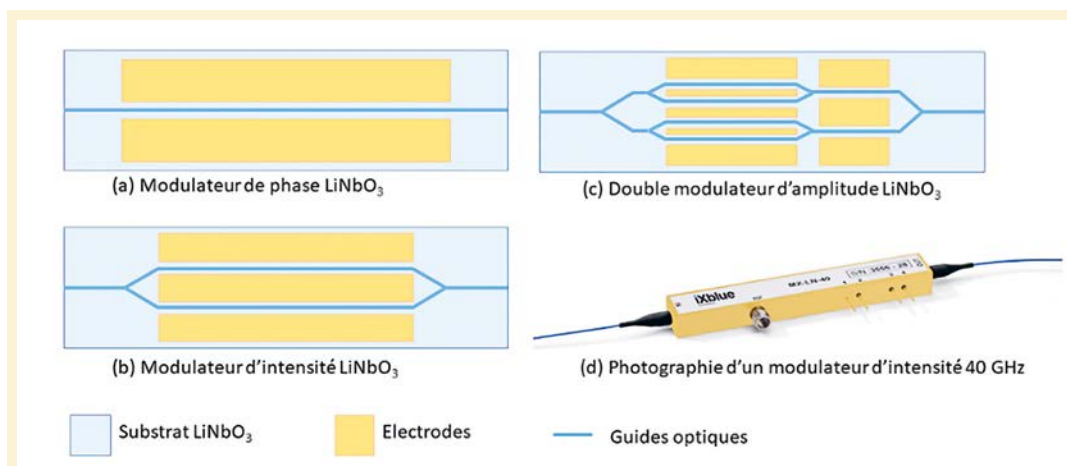 (a) Modulateur de phase LiNbO₃
(c) Double modulateur d'amplitude LiNbO₃
(b) Modulateur d'intensité LiNbO₃
iXblue
MX-LN-40
(d) Photographie d'un modulateur d'intensité 40 GHz
Substrat LiNbO₃
Electrodes
Guides optiques